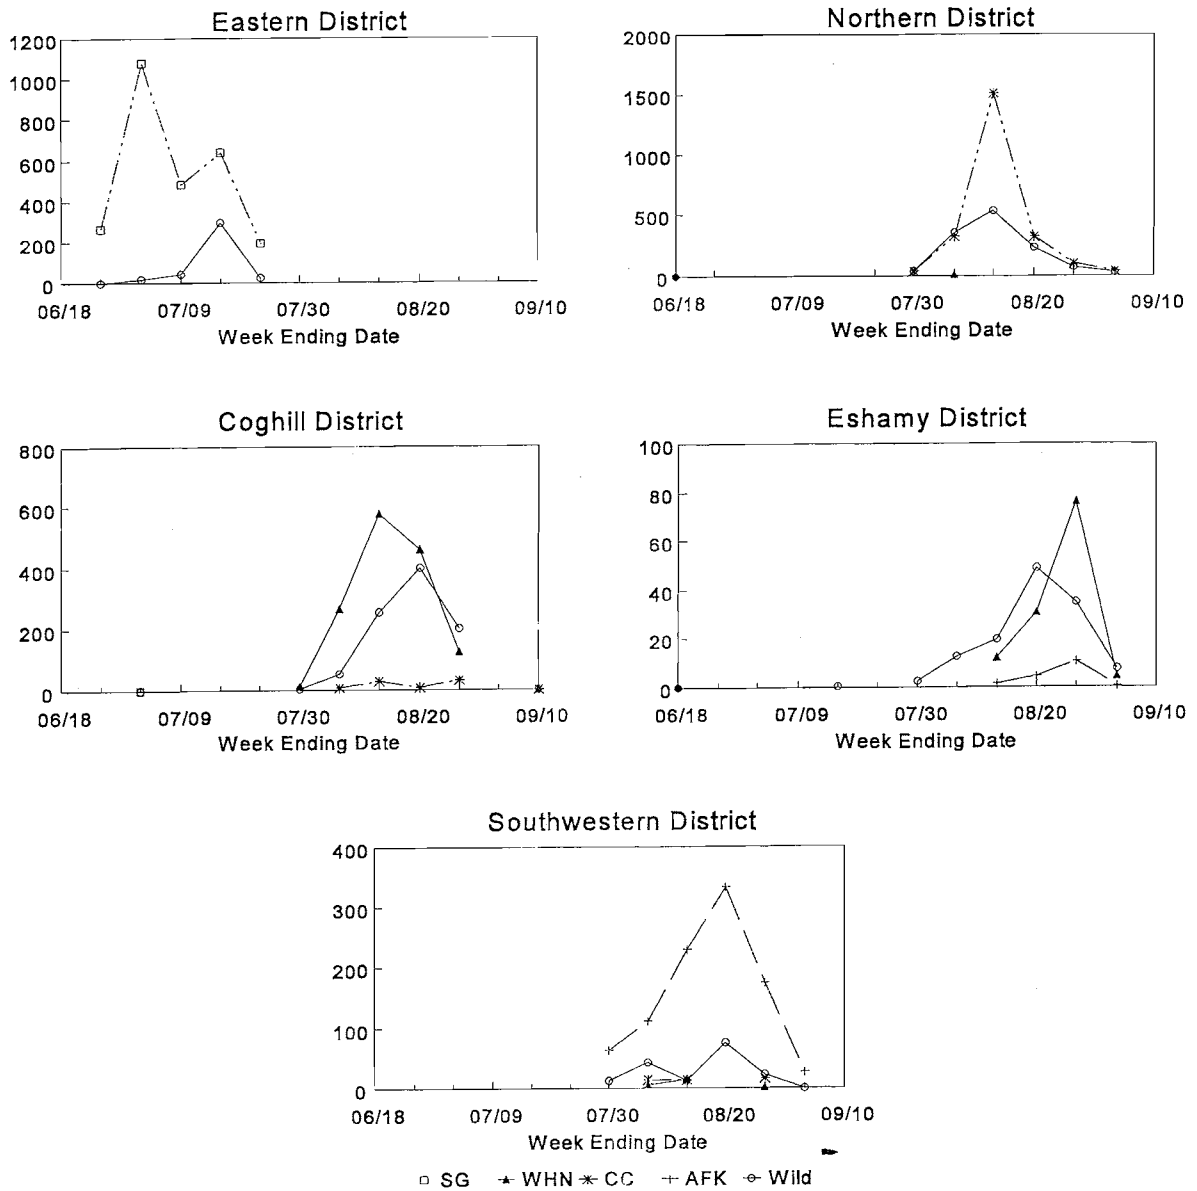 Eastern District
1200
1000
800
600
400
200
0
06/18 07/09 07/30 08/20 09/10
Week Ending Date
Northern District
2000
1500
1000
500
0
06/18 07/09 07/30 08/20 09/10
Week Ending Date
Coghill District
800
600
400
200
0
06/18 07/09 07/30 08/20 09/10
Week Ending Date
Eshamy District
100
80
60
40
20
0
06/18 07/09 07/30 08/20 09/10
Week Ending Date
Southwestern District
400
300
200
100
0
06/18 07/09 07/30 08/20 09/10
Week Ending Date
SG WHN CC AFK Wild